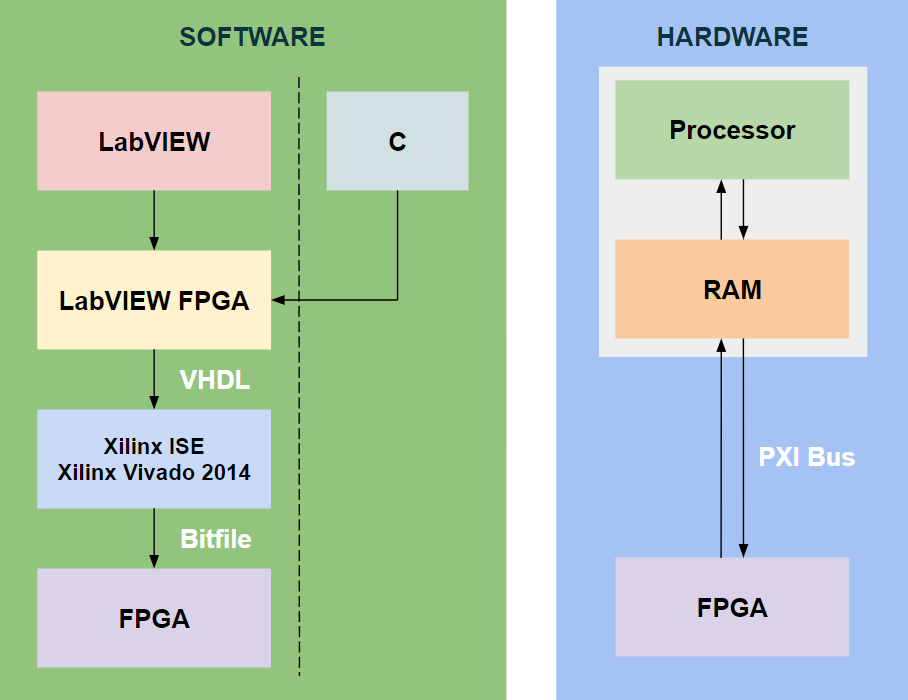 SOFTWARE
LabVIEW
C
LabVIEW FPGA
VHDL
Xilinx ISE
Xilinx Vivado 2014
Bitfile
FPGA
HARDWARE
Processor
RAM
PXI Bus
FPGA